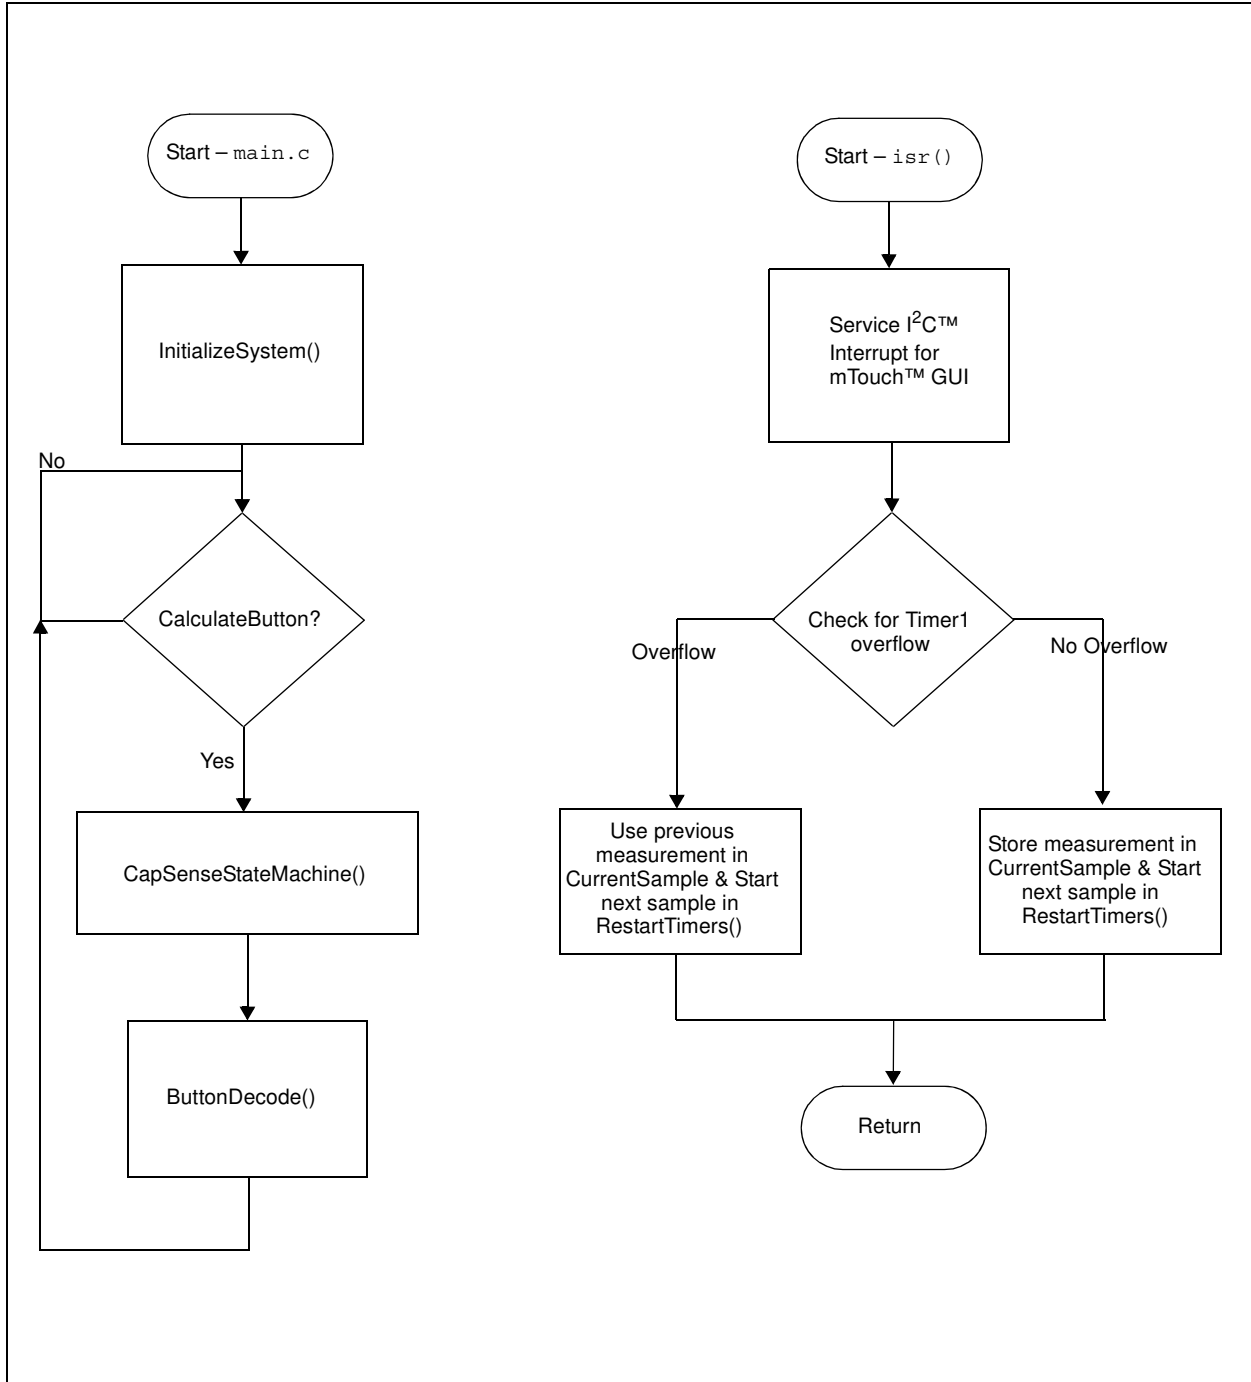 Start – main.c
InitializeSystem()
No
CalculateButton?
Yes
CapSenseStateMachine()
ButtonDecode()
Start – isr()
Service I²C™
Interrupt for
mTouch™ GUI
Check for Timer1
overflow
Overflow
No Overflow
Use previous
measurement in
CurrentSample & Start
next sample in
RestartTimers()
Store measurement in
CurrentSample & Start
next sample in
RestartTimers()
Return